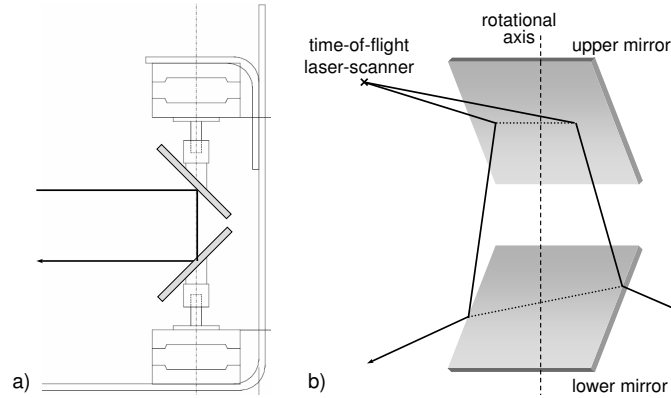 a)
time-of-flight
laser-scanner
rotational
axis
upper mirror
b)
lower mirror